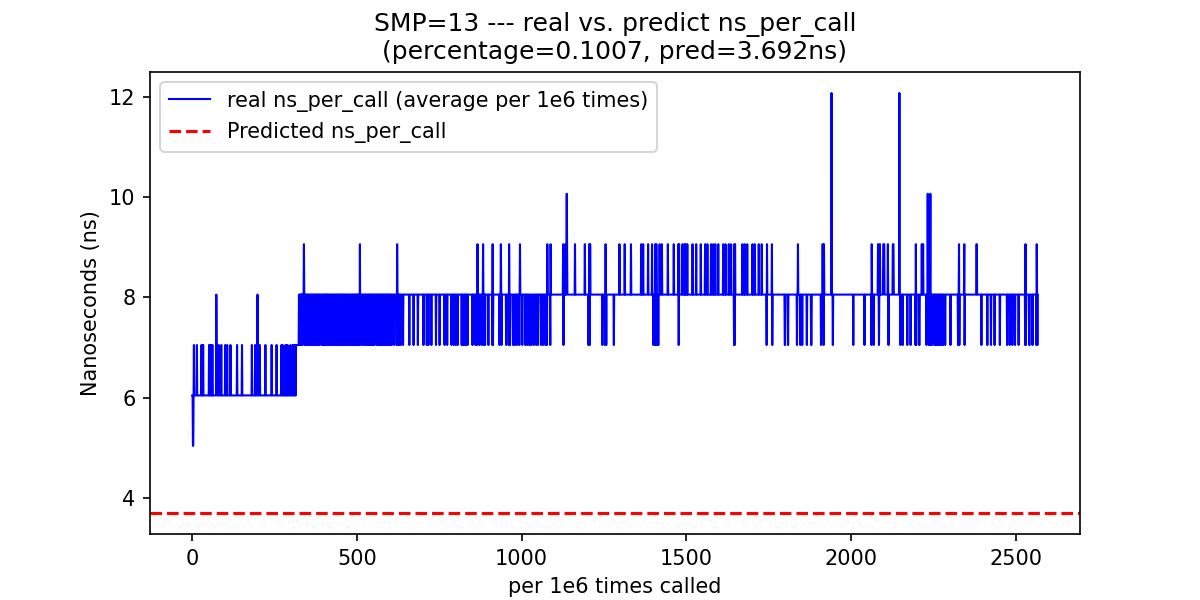 SMP=13 --- real vs. predict ns_per_call
(percentage=0.1007, pred=3.692ns)
real ns_per_call (average per 1e6 times)
Predicted ns_per_call
Nanoseconds (ns)
12
10
8
6
4
0 500 1000 1500 2000 2500
per 1e6 times called